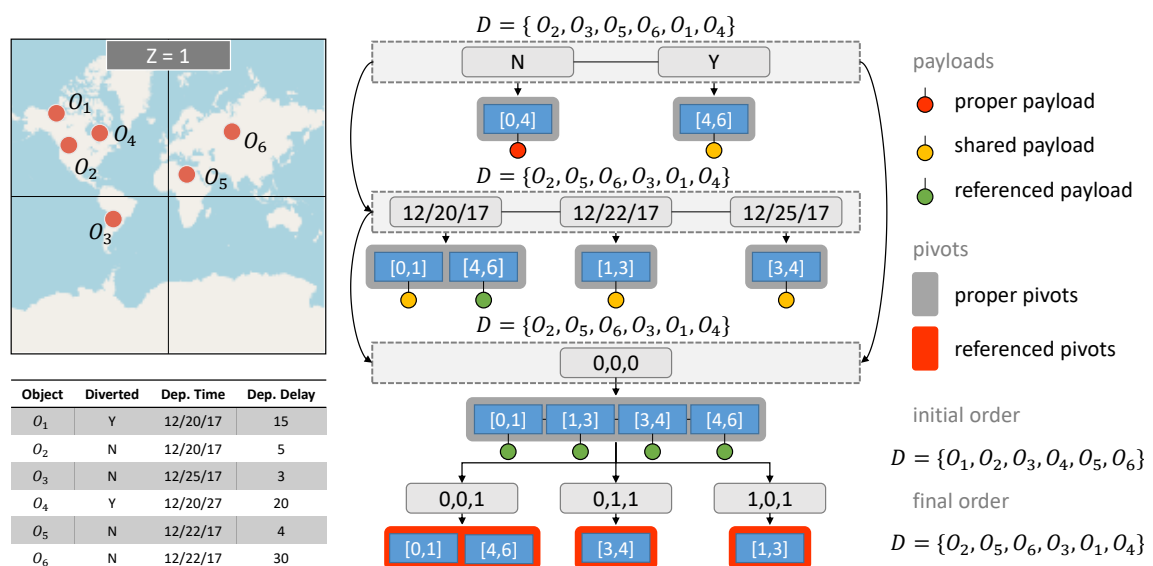 Z = 1
O1
O4
O2
O6
O5
O3
Object Diverted Dep. Time Dep. Delay
O1 Y 12/20/17 15
O2 N 12/20/17 5
O3 N 12/25/17 3
O4 Y 12/20/27 20
O5 N 12/22/17 4
O6 N 12/22/17 30
D = { O2, O3, O5, O6, O1, O4}
N Y
[0,4] [4,6]
D = {O2, O5, O6, O3, O1, O4}
12/20/17 12/22/17 12/25/17
[0,1] [4,6] [1,3] [3,4]
D = {O2, O5, O6, O3, O1, O4}
0,0,0
[0,1] [1,3] [3,4] [4,6]
0,0,1 0,1,1 1,0,1
[0,1] [4,6] [3,4] [1,3]
payloads
proper payload
shared payload
referenced payload
pivots
proper pivots
referenced pivots
initial order
D = {O1, O2, O3, O4, O5, O6}
final order
D = {O2, O5, O6, O3, O1, O4}